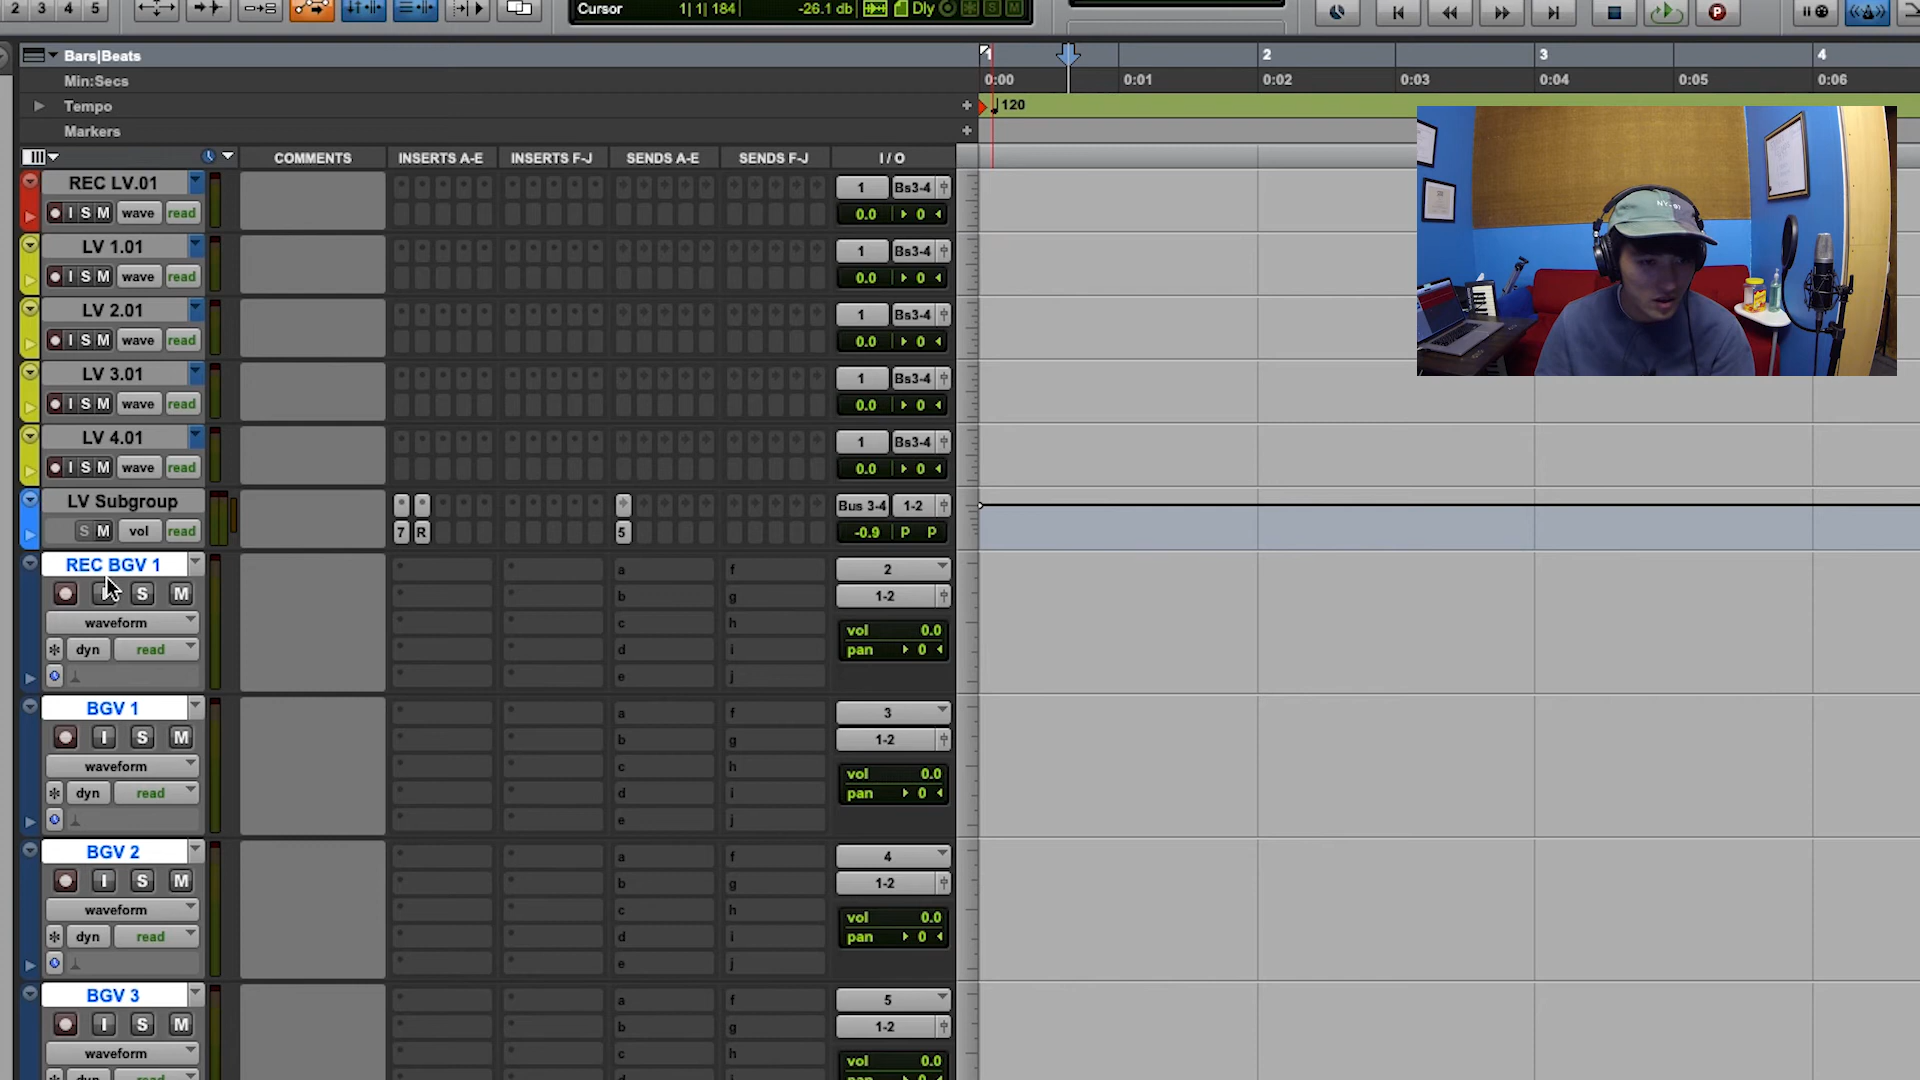 2 3 4 5 Cursor 1| 1| 184 -26.1 db Dly S M P
Bars|Beats 1 2 3 4
Min:Secs 0:00 0:01 0:02 0:03 0:04 0:05 0:06
Tempo + 120
Markers +
COMMENTS INSERTS A-E INSERTS F-J SENDS A-E SENDS F-J I / O
REC LV.01 1 Bs3-4
I S M wave read 0.0 0
LV 1.01 1 Bs3-4
I S M wave read 0.0 0
LV 2.01 1 Bs3-4
I S M wave read 0.0 0
LV 3.01 1 Bs3-4
I S M wave read 0.0 0
LV 4.01 1 Bs3-4
I S M wave read 0.0 0
LV Subgroup Bus 3-4 1-2
S M vol read 7 R 5 -0.9 P P
REC BGV 1 a f 2
I S M b g 1-2
waveform c h vol 0.0
dyn read d i pan 0
e j
BGV 1 a f 3
I S M b g 1-2
waveform c h vol 0.0
dyn read d i pan 0
e j
BGV 2 a f 4
I S M b g 1-2
waveform c h vol 0.0
dyn read d i pan 0
e j
BGV 3 a f 5
I S M b g 1-2
waveform c h vol 0.0